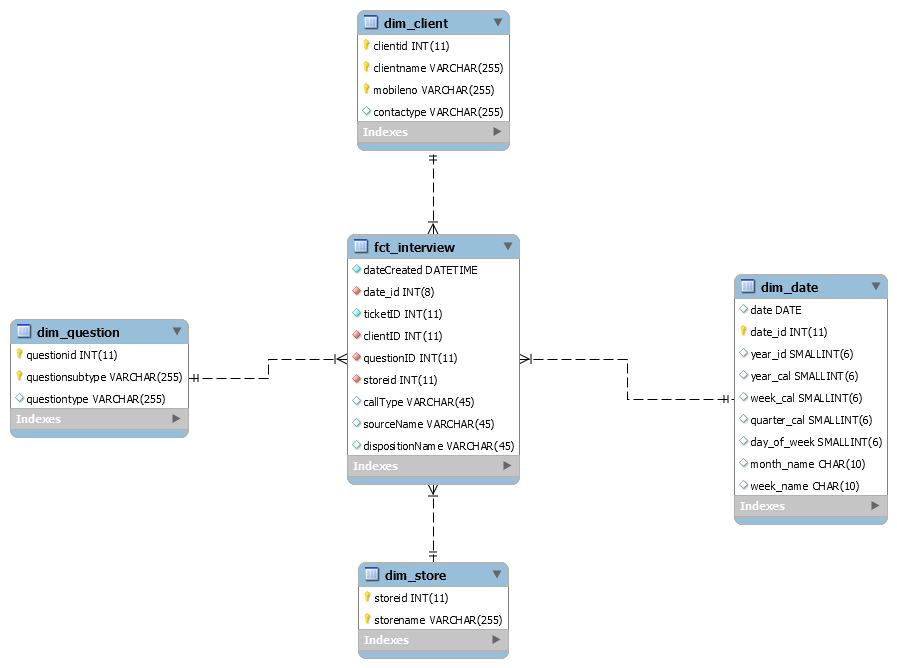 dim_client
clientid INT(11)
clientname VARCHAR(255)
mobileno VARCHAR(255)
contactype VARCHAR(255)
Indexes
fct_interview
dateCreated DATETIME
date_id INT(8)
ticketID INT(11)
clientID INT(11)
questionID INT(11)
storeid INT(11)
callType VARCHAR(45)
sourceName VARCHAR(45)
dispositionName VARCHAR(45)
Indexes
dim_question
questionid INT(11)
questionsubtype VARCHAR(255)
questiontype VARCHAR(255)
Indexes
dim_date
date DATE
date_id INT(11)
year_id SMALLINT(6)
year_cal SMALLINT(6)
week_cal SMALLINT(6)
quarter_cal SMALLINT(6)
day_of_week SMALLINT(6)
month_name CHAR(10)
week_name CHAR(10)
Indexes
dim_store
storeid INT(11)
storename VARCHAR(255)
Indexes